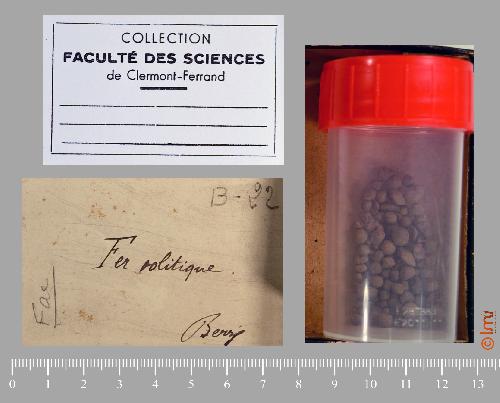 COLLECTION
FACULTÉ DES SCIENCES
de Clermont-Ferrand
B-22
Fer oolitique.
Fac
Berry
0 1 2 3 4 5 6 7 8 9 10 11 12 13
© lmv